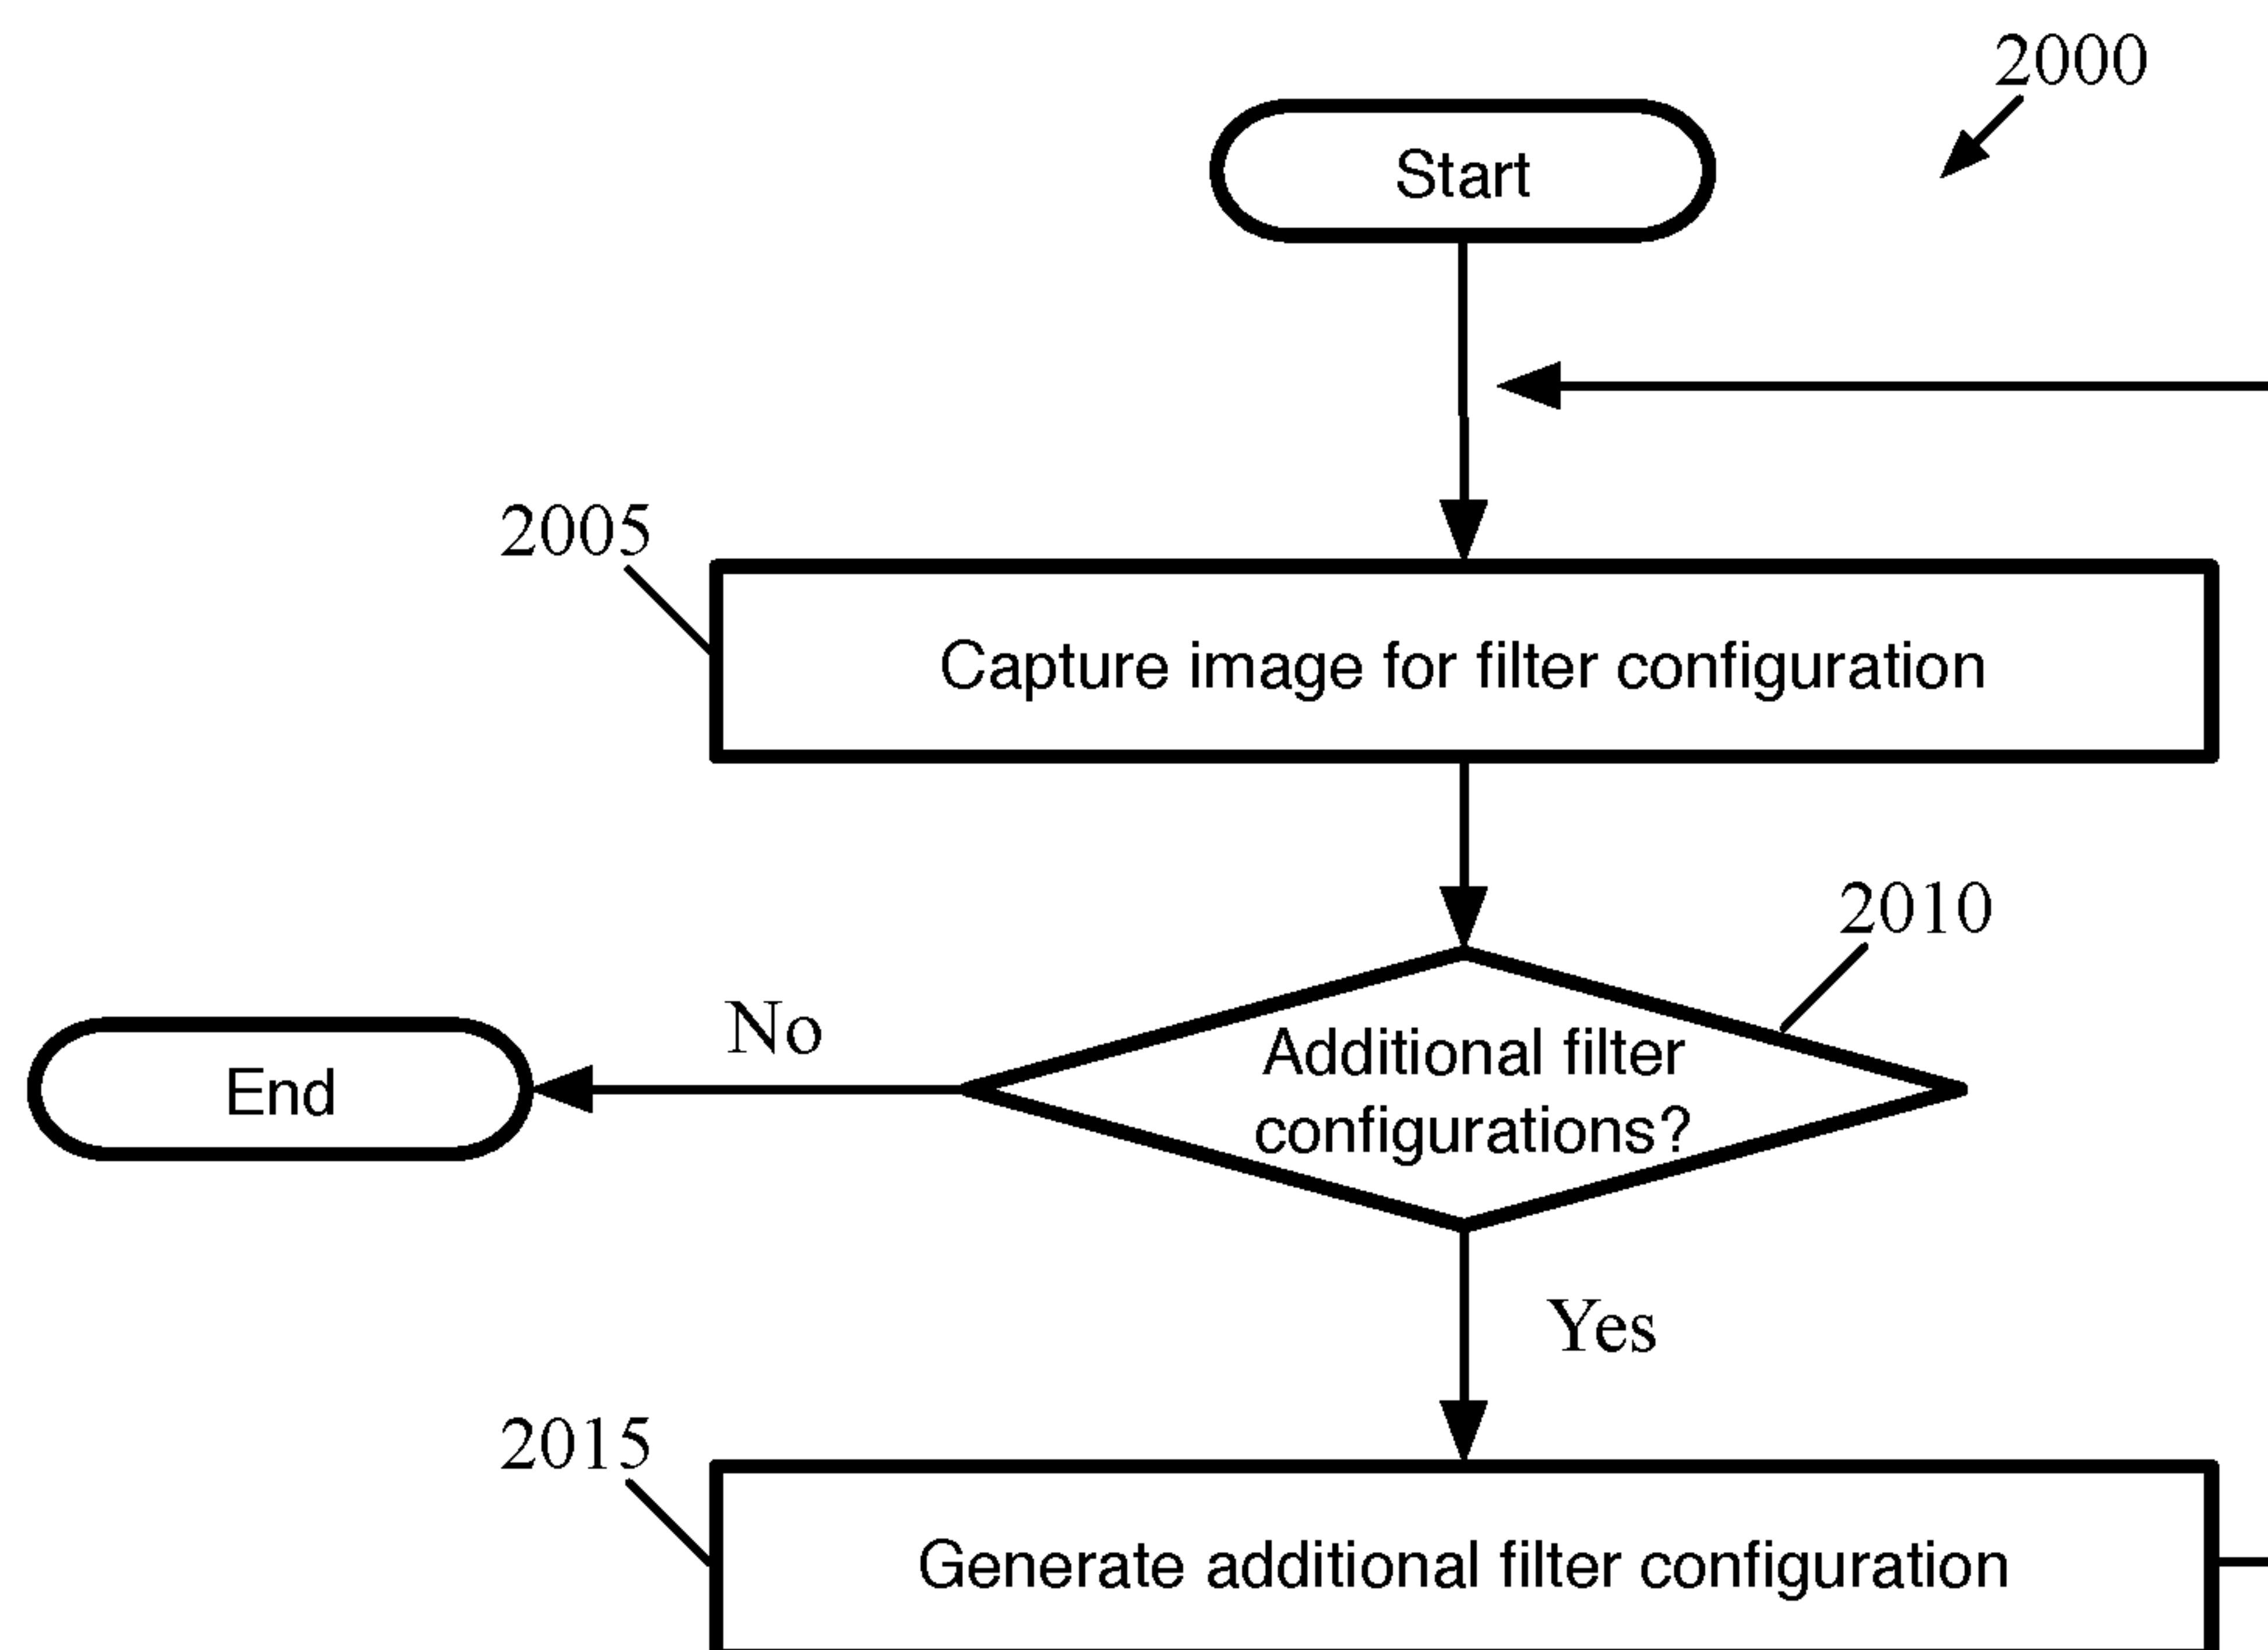 2000
Start
2005
Capture image for filter configuration
2010
Additional filter
configurations?
No
End
Yes
2015
Generate additional filter configuration